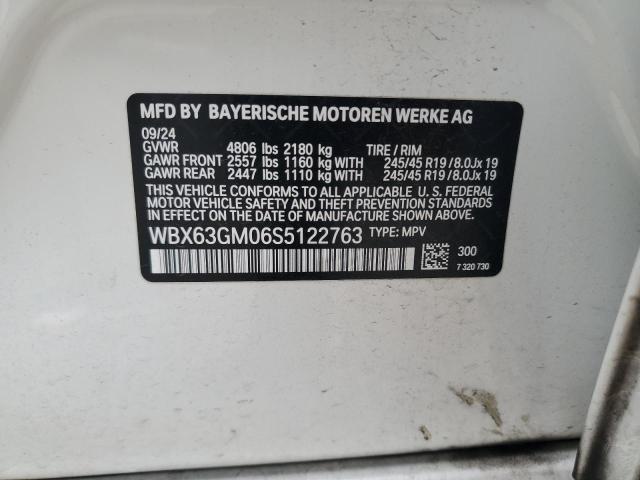 MFD BY BAYERISCHE MOTOREN WERKE AG
09/24
GVWR 4806 lbs 2180 kg TIRE / RIM
GAWR FRONT 2557 lbs 1160 kg WITH 245/45 R19 / 8.0Jx 19
GAWR REAR 2447 lbs 1110 kg WITH 245/45 R19 / 8.0Jx 19
THIS VEHICLE CONFORMS TO ALL APPLICABLE U. S. FEDERAL
MOTOR VEHICLE SAFETY, BUMPER, AND THEFT PREVENTION
STANDARDS IN EFFECT ON THE DATE OF MANUFACTURE SHOWN ABOVE.
WBX63GM06S5122763 TYPE: MPV
300
7 320 730